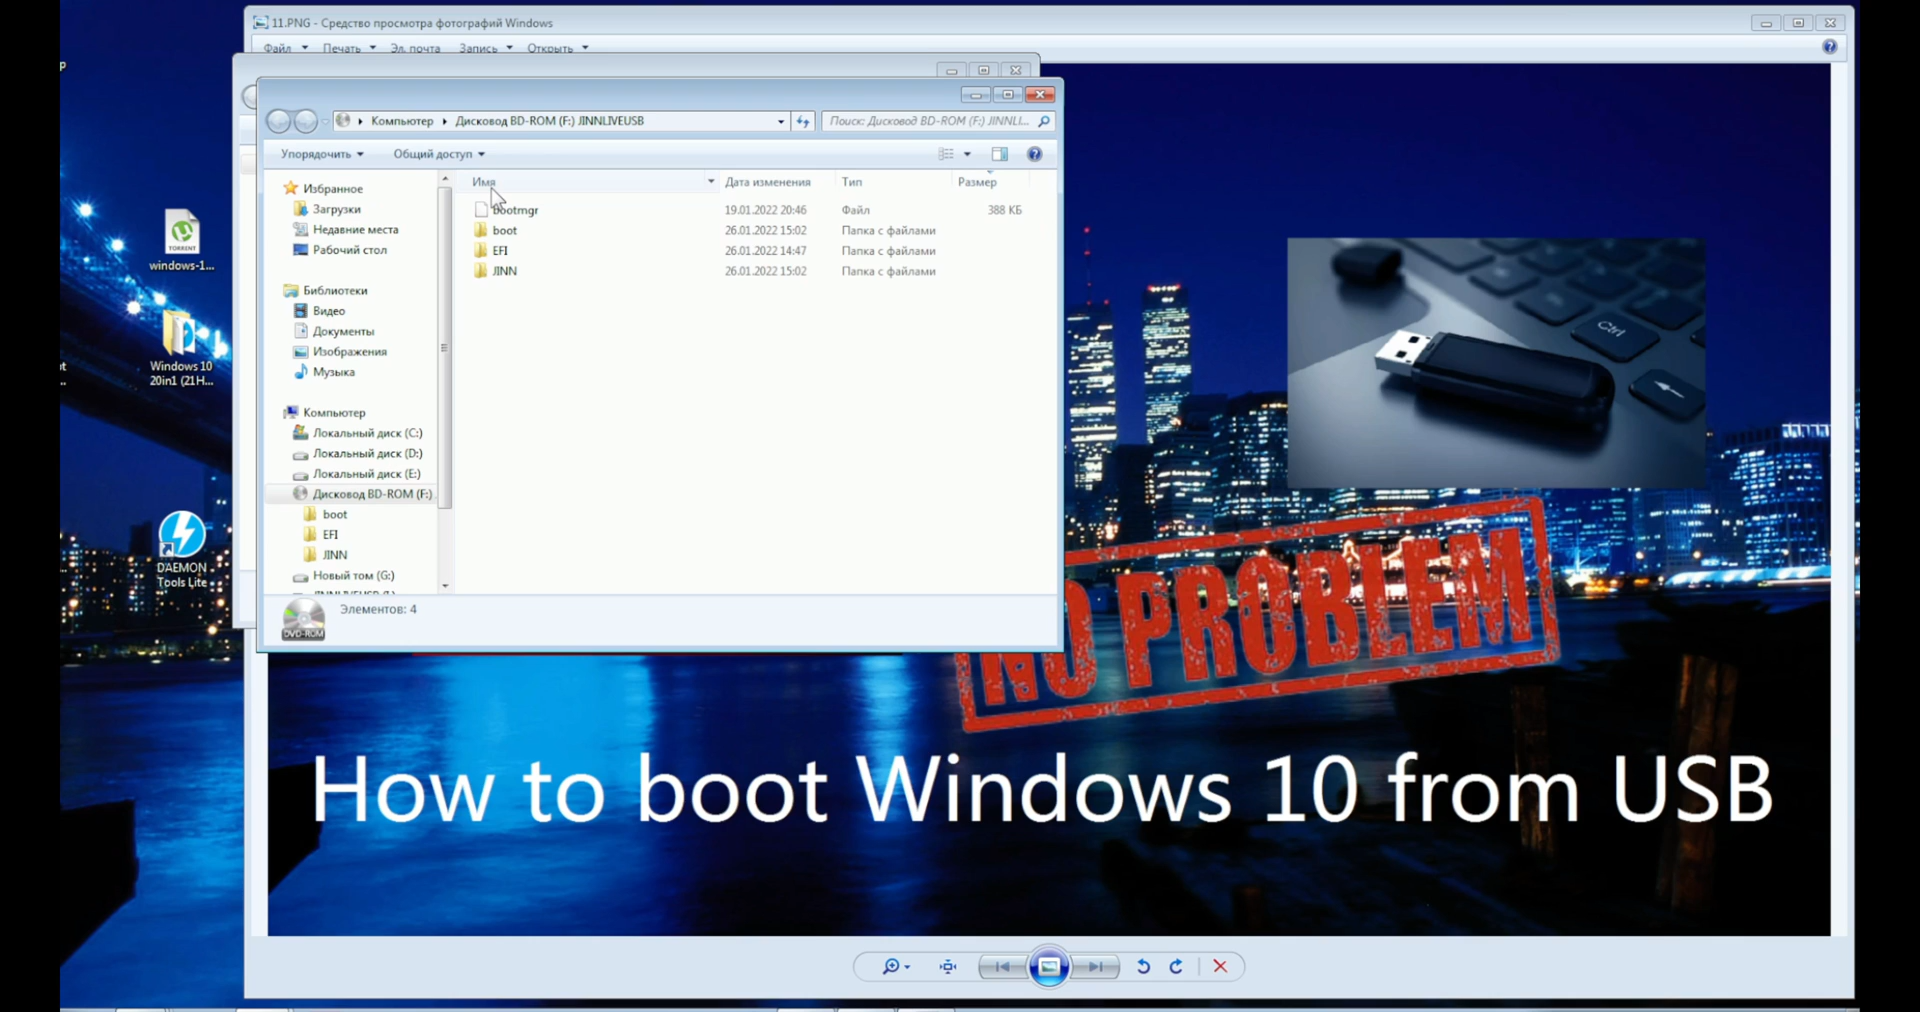 11.PNG - Средство просмотра фотографий Windows
Файл Печать Эл. почта Запись Открыть
Компьютер Дисковод BD-ROM (F:) JINNLIVEUSB
Поиск: Дисковод BD-ROM (F:) JINNLI...
Упорядочить Общий доступ
Избранное
Загрузки
Недавние места
Рабочий стол
Библиотеки
Видео
Документы
Изображения
Музыка
Компьютер
Локальный диск (C:)
Локальный диск (D:)
Локальный диск (E:)
Дисковод BD-ROM (F:)
boot
EFI
JINN
Новый том (G:)
Имя Дата изменения Тип Размер
bootmgr 19.01.2022 20:46 Файл 388 КБ
boot 26.01.2022 15:02 Папка с файлами
EFI 26.01.2022 14:47 Папка с файлами
JINN 26.01.2022 15:02 Папка с файлами
DVD-ROM
Элементов: 4
TORRENT
windows-1...
Windows 10
20in1 (21H...
DAEMON
Tools Lite
Ctrl
NO PROBLEM
How to boot Windows 10 from USB